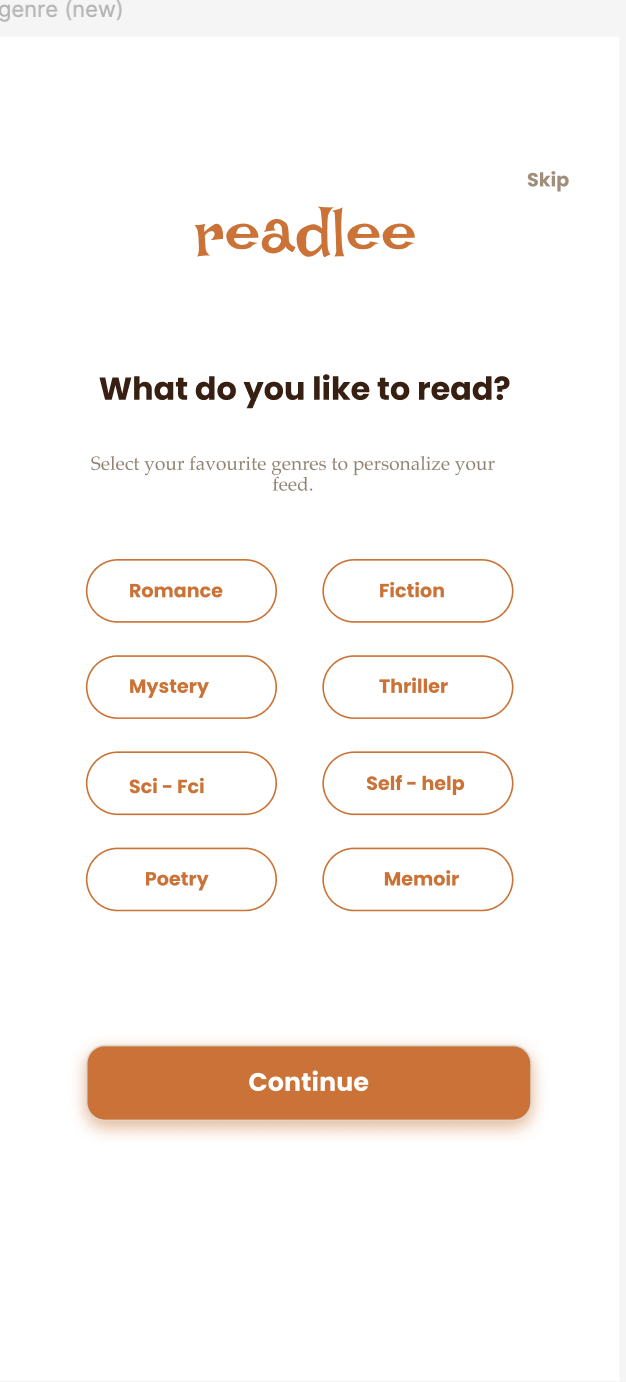 genre (new)
Skip
readlee
What do you like to read?
Select your favourite genres to personalize your
feed.
Romance
Fiction
Mystery
Thriller
Sci - Fci
Self - help
Poetry
Memoir
Continue